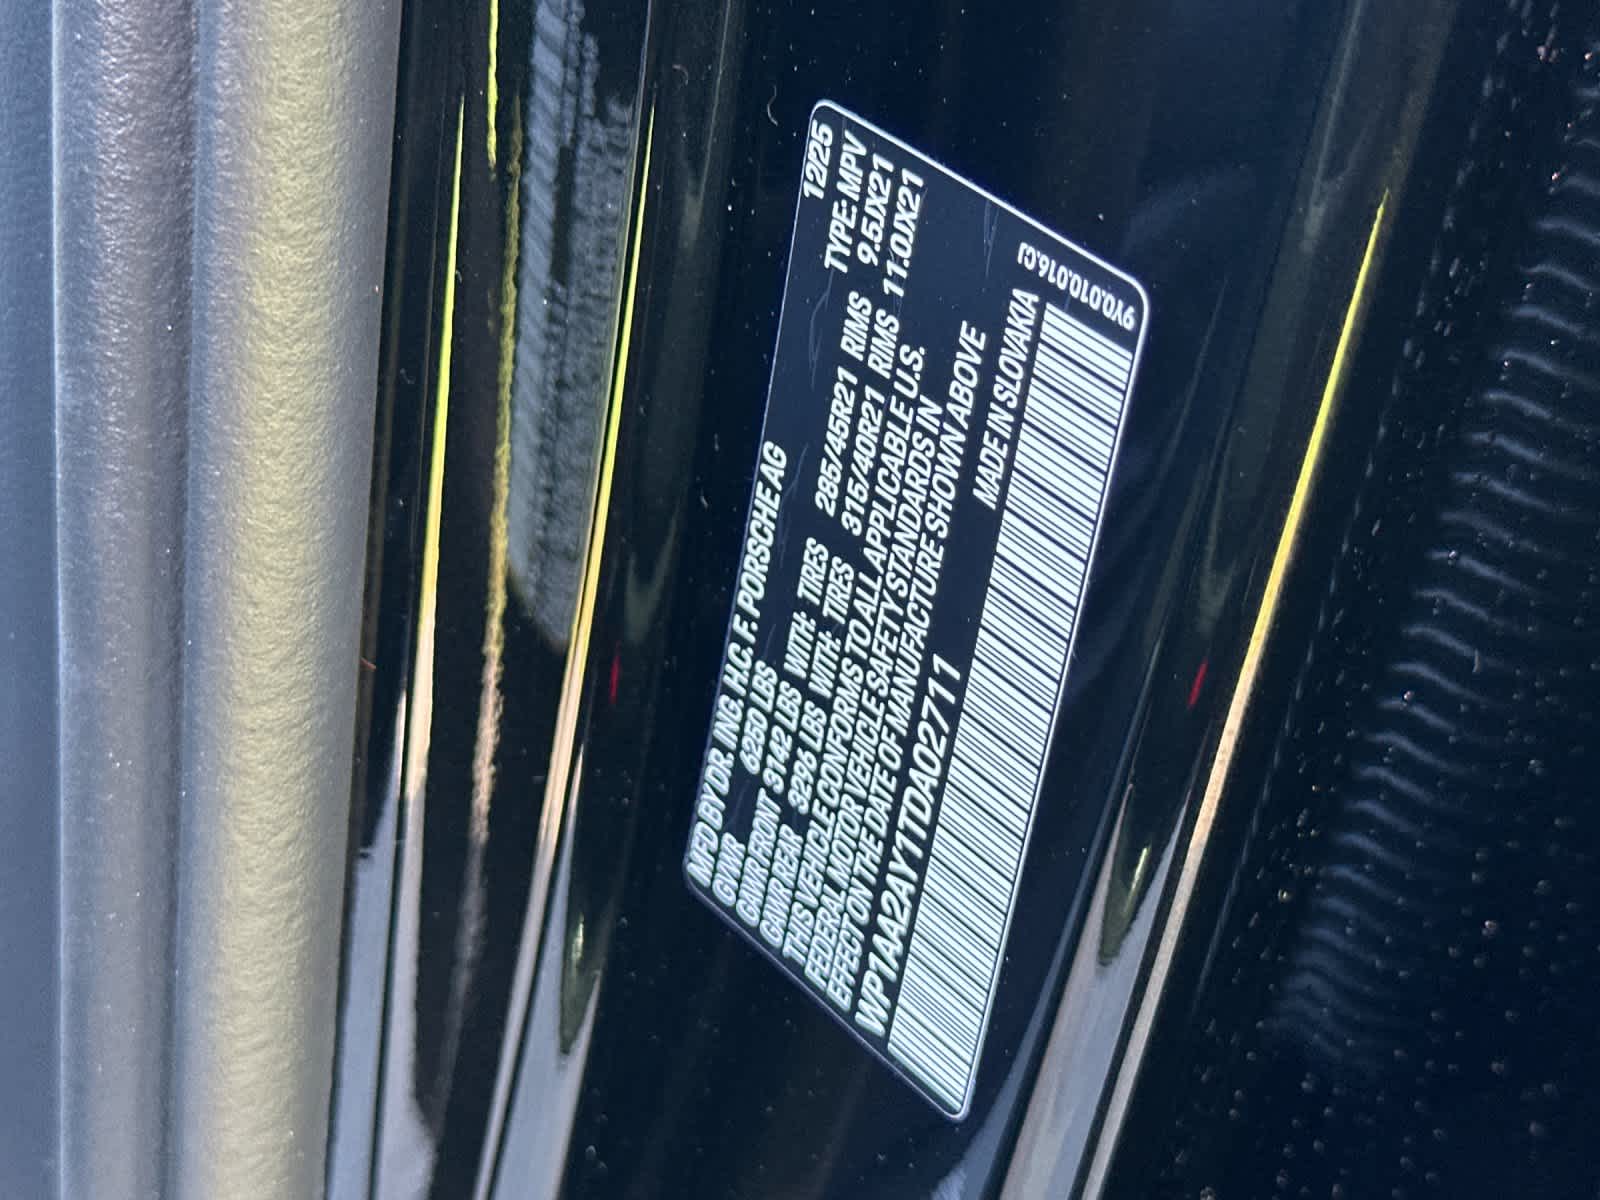 MFD BY DR. ING. H.C. F. PORSCHE AG 12/25
GVWR 6250 LBS TYPE: MPV
GAWR FRONT 3142 LBS WITH: TIRES 285/45R21 RIMS 9.5JX21
GAWR REAR 3296 LBS WITH: TIRES 315/40R21 RIMS 11.0JX21
THIS VEHICLE CONFORMS TO ALL APPLICABLE U.S.
FEDERAL MOTOR VEHICLE SAFETY STANDARDS IN
EFFECT ON THE DATE OF MANUFACTURE SHOWN ABOVE
WP1AA2AY1TDA02711 MADE IN SLOVAKIA
9Y0.010.016.CJ